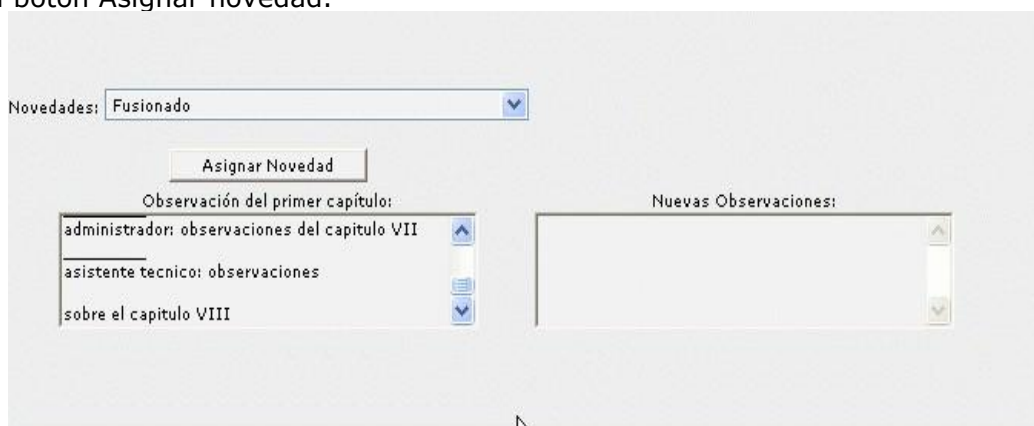 botón Asignar novedad.
Novedades: Fusionado
Asignar Novedad
Observación del primer capítulo:
Nuevas Observaciones:
administrador: observaciones del capitulo VII
asistente tecnico: observaciones
sobre el capitulo VIII